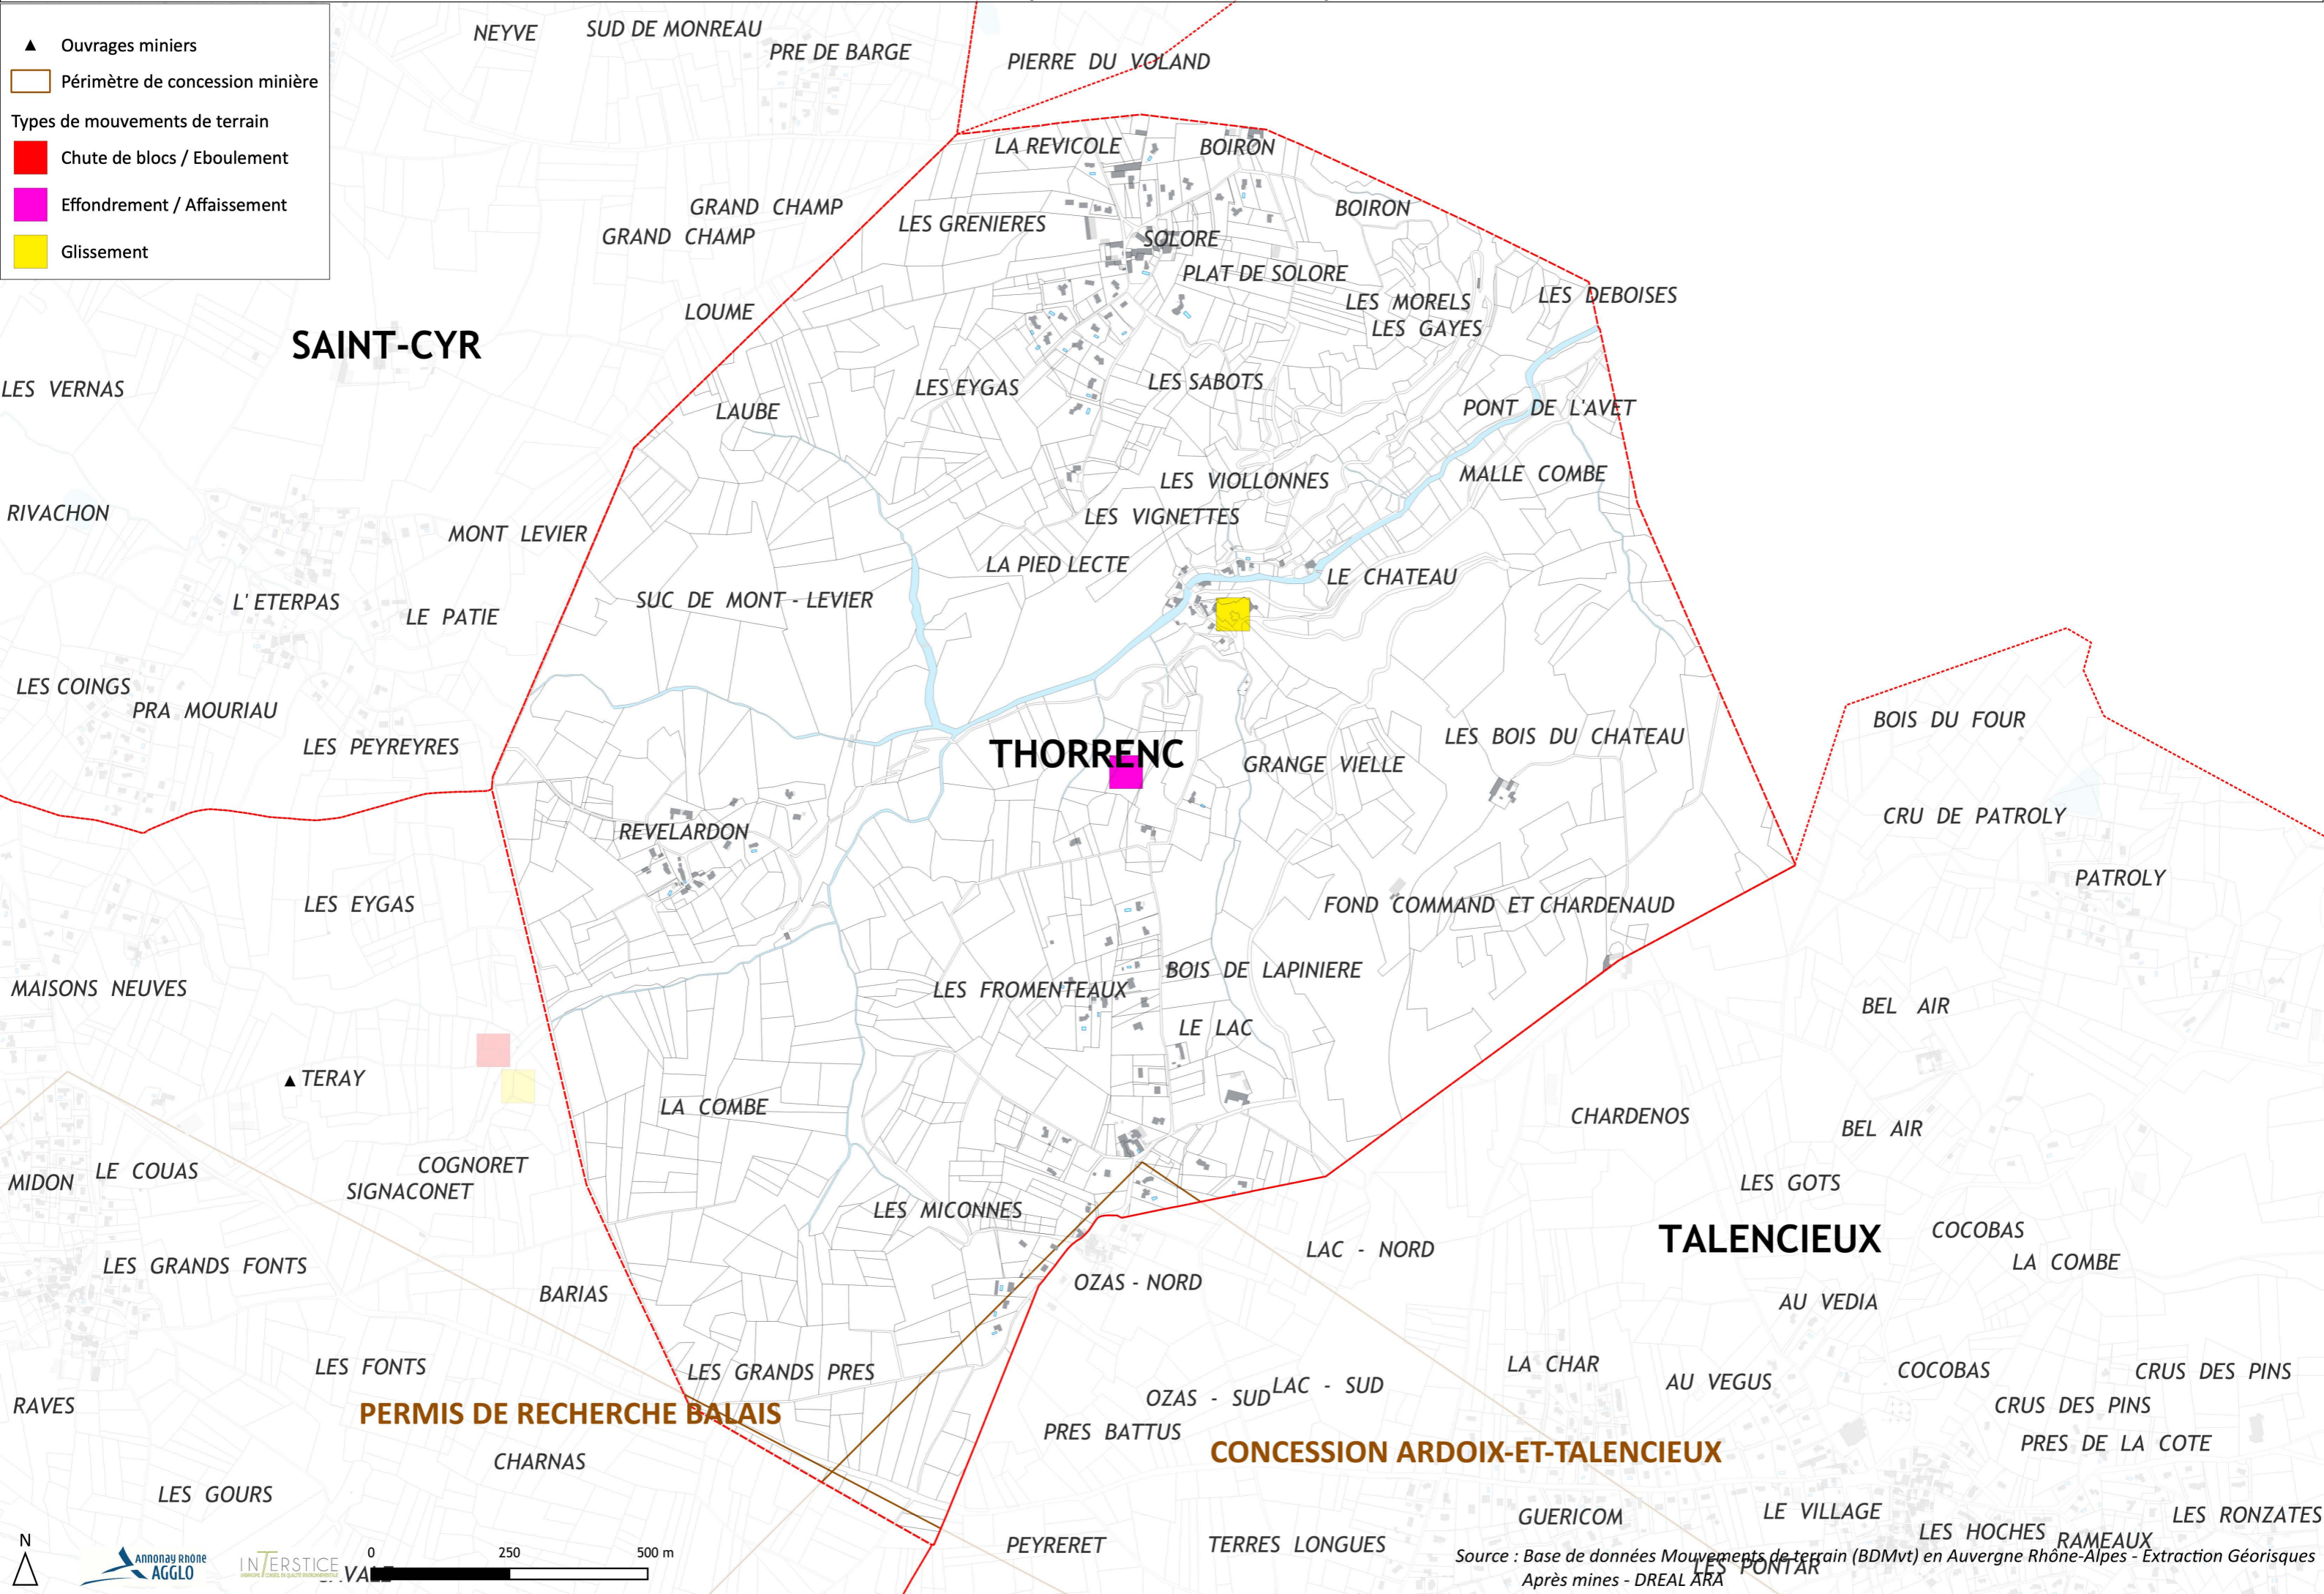 Ouvrages miniers
Périmètre de concession minière
Types de mouvements de terrain
Chute de blocs / Eboulement
Effondrement / Affaissement
Glissement
NEYVE
SUD DE MONREAU
PRE DE BARGE
PIERRE DU VOLAND
LA REVICOLE
BOIRON
GRAND CHAMP
GRAND CHAMP
LES GRENIERES
BOIRON
SOLORE
PLAT DE SOLORE
LES MORELS
LES DEBOISES
LOUME
LES GAYES
SAINT-CYR
LES VERNAS
LES EYGAS
LES SABOTS
LAUBE
PONT DE L'AVET
LES VIOLLONNES
MALLE COMBE
RIVACHON
LES VIGNETTES
MONT LEVIER
LA PIED LECTE
LE CHATEAU
L' ETERPAS
LE PATIE
SUC DE MONT - LEVIER
LES COINGS
PRA MOURIAU
LES PEYREYRES
THORRENC
GRANGE VIELLE
LES BOIS DU CHATEAU
BOIS DU FOUR
CRU DE PATROLY
REVELARDON
PATROLY
LES EYGAS
FOND COMMAND ET CHARDENAUD
MAISONS NEUVES
LES FROMENTEAUX
BOIS DE LAPINIERE
BEL AIR
LE LAC
TERAY
LA COMBE
CHARDENOS
BEL AIR
MIDON
LE COUAS
COGNORET
SIGNACONET
LES GOTS
LES MICONNES
LAC - NORD
TALENCIEUX
COCOBAS
LA COMBE
LES GRANDS FONTS
BARIAS
OZAS - NORD
AU VEDIA
LES FONTS
LES GRANDS PRES
LA CHAR
AU VEGUS
COCOBAS
CRUS DES PINS
RAVES
PERMIS DE RECHERCHE BALAIS
OZAS - SUD
LAC - SUD
CRUS DES PINS
PRES BATTUS
CONCESSION ARDOIX-ET-TALENCIEUX
PRES DE LA COTE
CHARNAS
LES GOURS
GUERICOM
LE VILLAGE
LES RONZATES
LES HOCHES
RAMEAUX
PEYRERET
TERRES LONGUES
LES PONTAR
N
Annonay Rhône
AGGLO
INTERSTICE
0 250 500 m
Source : Base de données Mouvements de terrain (BDMvt) en Auvergne Rhône-Alpes - Extraction Géorisques
Après mines - DREAL ARA